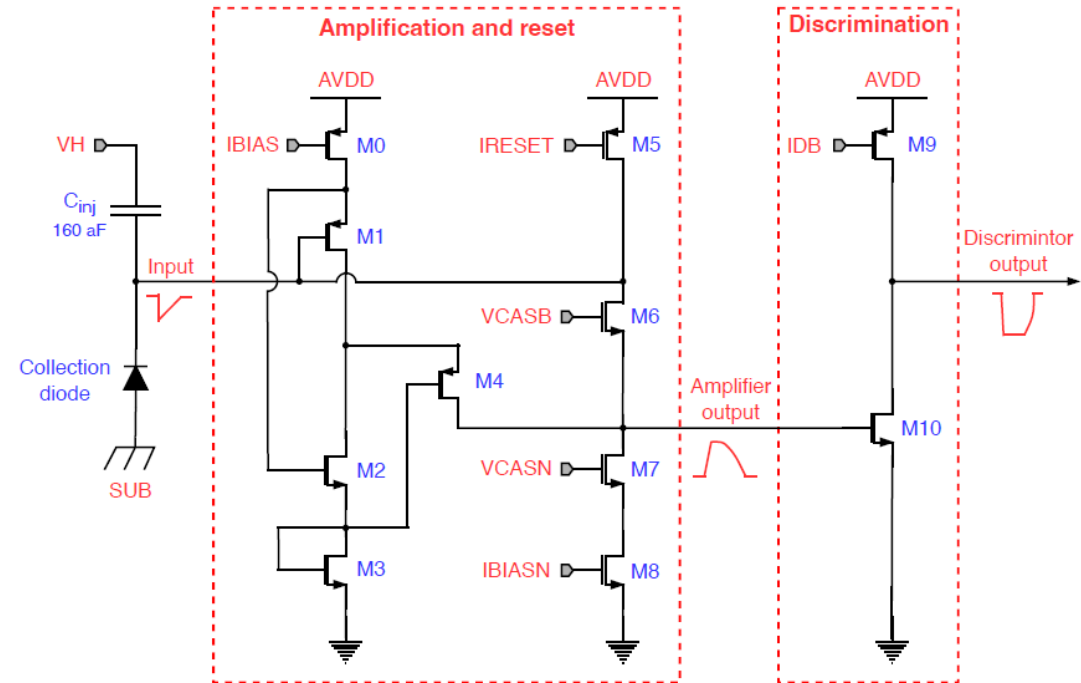 Amplification and reset
Discrimination
AVDD
AVDD
AVDD
VH
IBIAS
M0
IRESET
M5
IDB
M9
Cinj
160 aF
M1
Input
Discrimintor
output
VCASB
M6
Collection
diode
M4
Amplifier
output
M10
M2
VCASN
M7
SUB
M3
IBIASN
M8